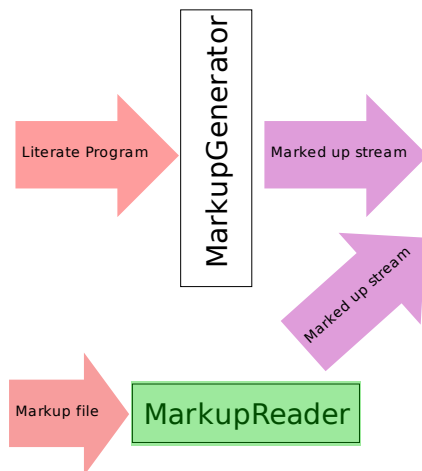 MarkupGenerator
Literate Program
Marked up stream
Marked up stream
Markup file
MarkupReader